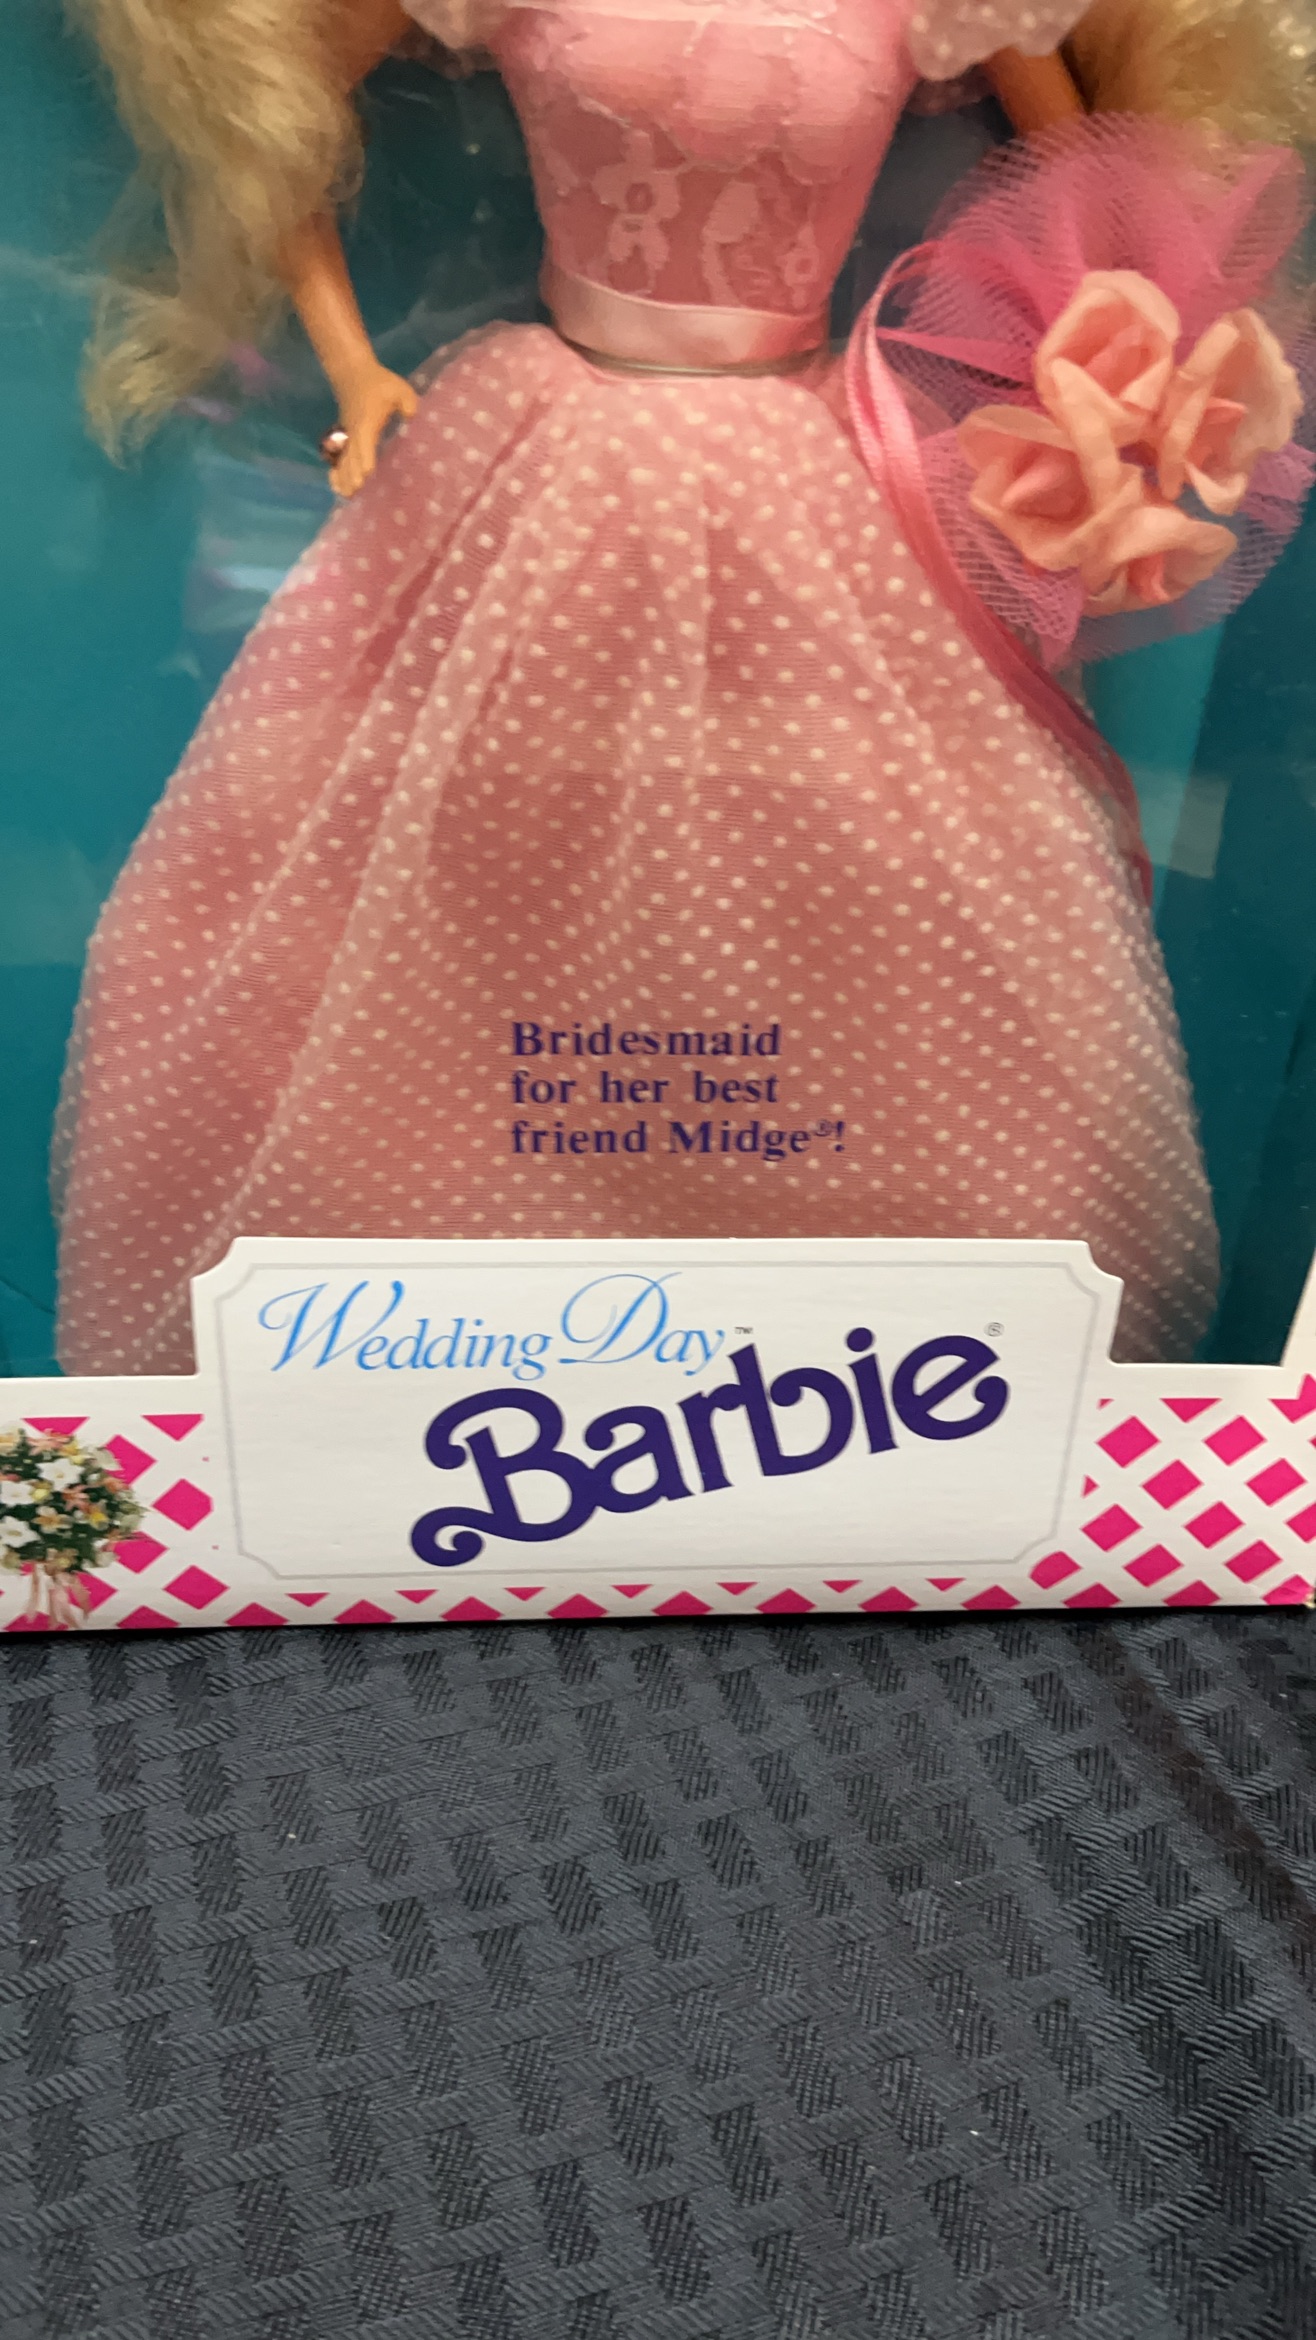 Bridesmaid
for her best
friend Midge®!
Wedding Day™
Barbie®